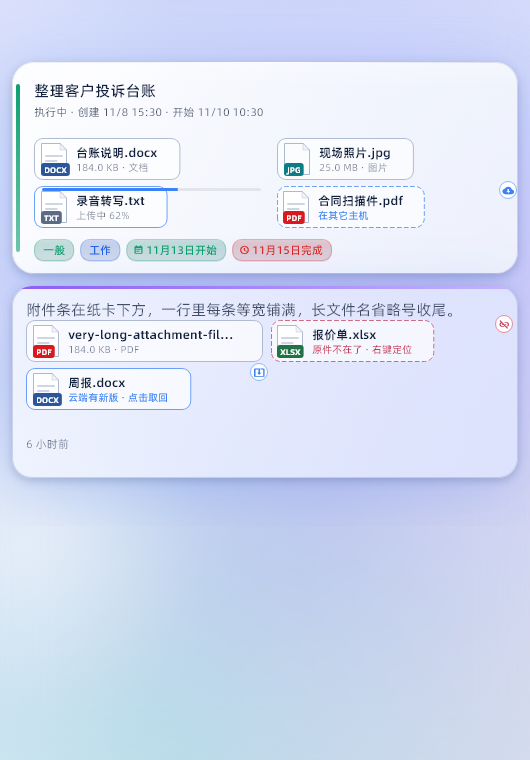 整理客户投诉台账
执行中 · 创建 11/8 15:30 · 开始 11/10 10:30
台账说明.docx
184.0 KB · 文档
DOCX
现场照片.jpg
25.0 MB · 图片
JPG
录音转写.txt
上传中 62%
TXT
合同扫描件.pdf
在其它主机
PDF
一般 工作 11月13日开始 11月15日完成
附件条在纸卡下方，一行里每条等宽铺满，长文件名省略号收尾。
very-long-attachment-fil...
184.0 KB · PDF
PDF
报价单.xlsx
原件不在了 · 右键定位
XLSX
周报.docx
云端有新版 · 点击取回
DOCX
6 小时前